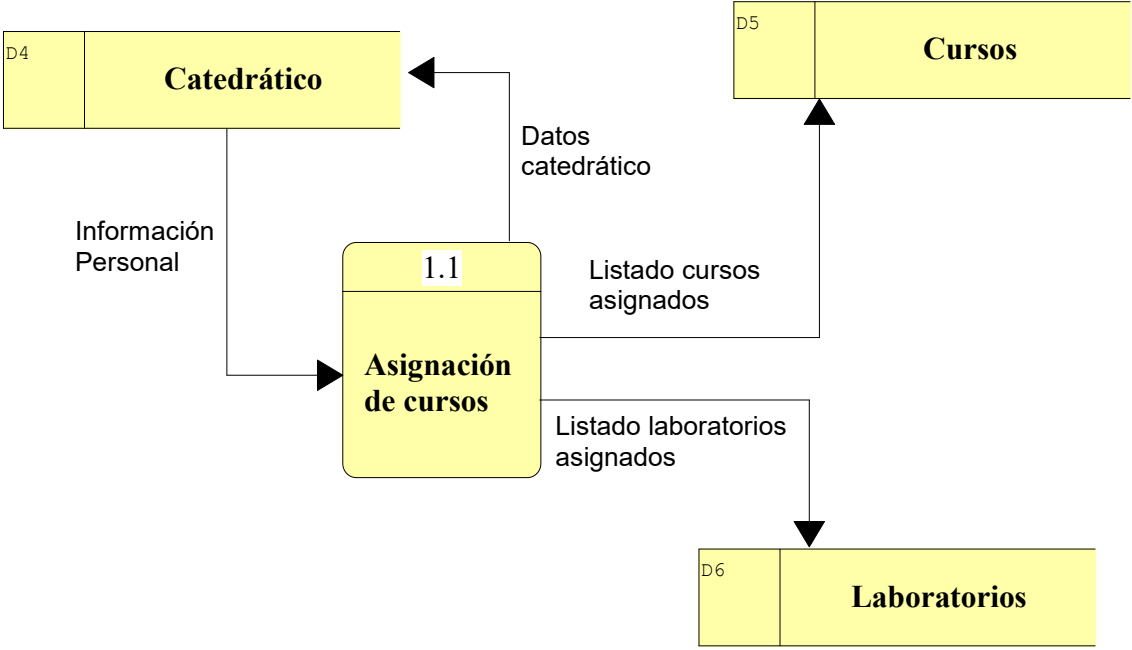 D4
Catedrático
D5
Cursos
Datos
catedrático
Información
Personal
1.1
Listado cursos
asignados
Asignación
de cursos
Listado laboratorios
asignados
D6
Laboratorios